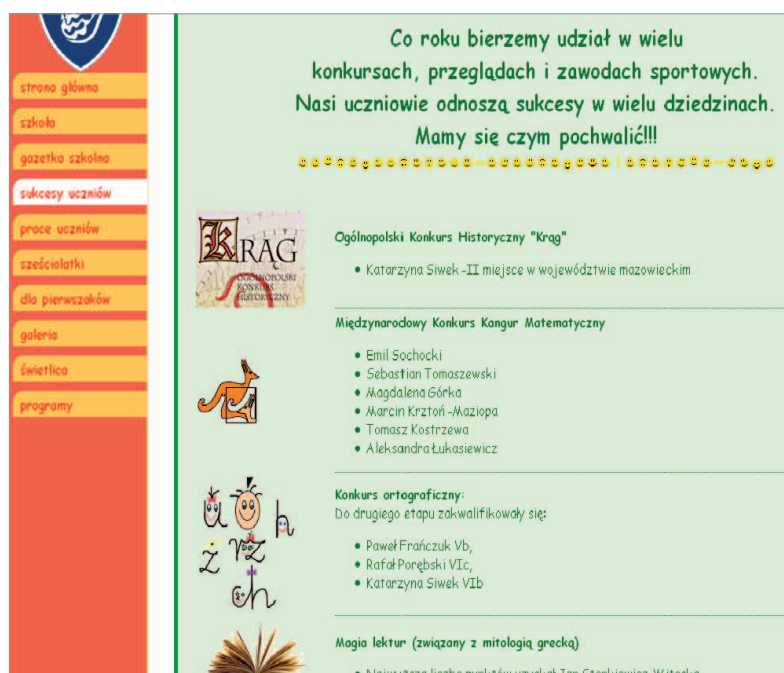 strona główna
szkoła
gazetka szkolna
sukcesy uczniów
prace uczniów
sześciolatki
dla pierwszaków
galeria
świetlica
programy
Co roku bierzemy udział w wielu
konkursach, przeglądach i zawodach sportowych.
Nasi uczniowie odnoszą sukcesy w wielu dziedzinach.
Mamy się czym pochwalić!!!
KRĄG
OGÓLNOPOLSKI
KONKURS
HISTORYCZNY
Ogólnopolski Konkurs Historyczny "Krąg"
• Katarzyna Siwek -II miejsce w województwie mazowieckim
Międzynarodowy Konkurs Kangur Matematyczny
• Emil Sochocki
• Sebastian Tomaszewski
• Magdalena Górka
• Marcin Krztoń-Maziopa
• Tomasz Kostrzewa
• Aleksandra Łukasiewicz
ó h
ż rz
ch
Konkurs ortograficzny:
Do drugiego etapu zakwalifikowały się:
• Paweł Frańczuk Vb,
• Rafał Porębski VIc,
• Katarzyna Siwek VIb
Magia lektur (związany z mitologią grecką)